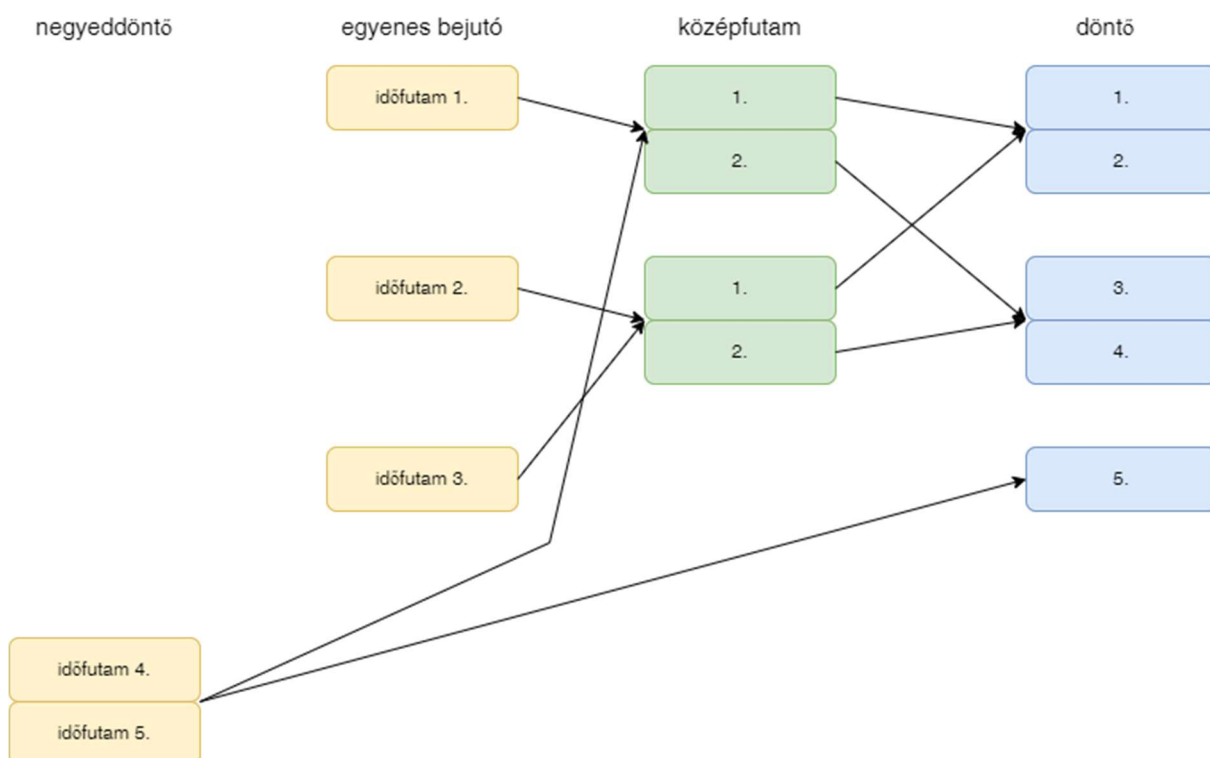 negyeddöntő egyenes bejutó középfutam döntő
időfutam 1. 1. 1.
2. 2.
időfutam 2. 1. 3.
2. 4.
időfutam 3. 5.
időfutam 4.
időfutam 5.